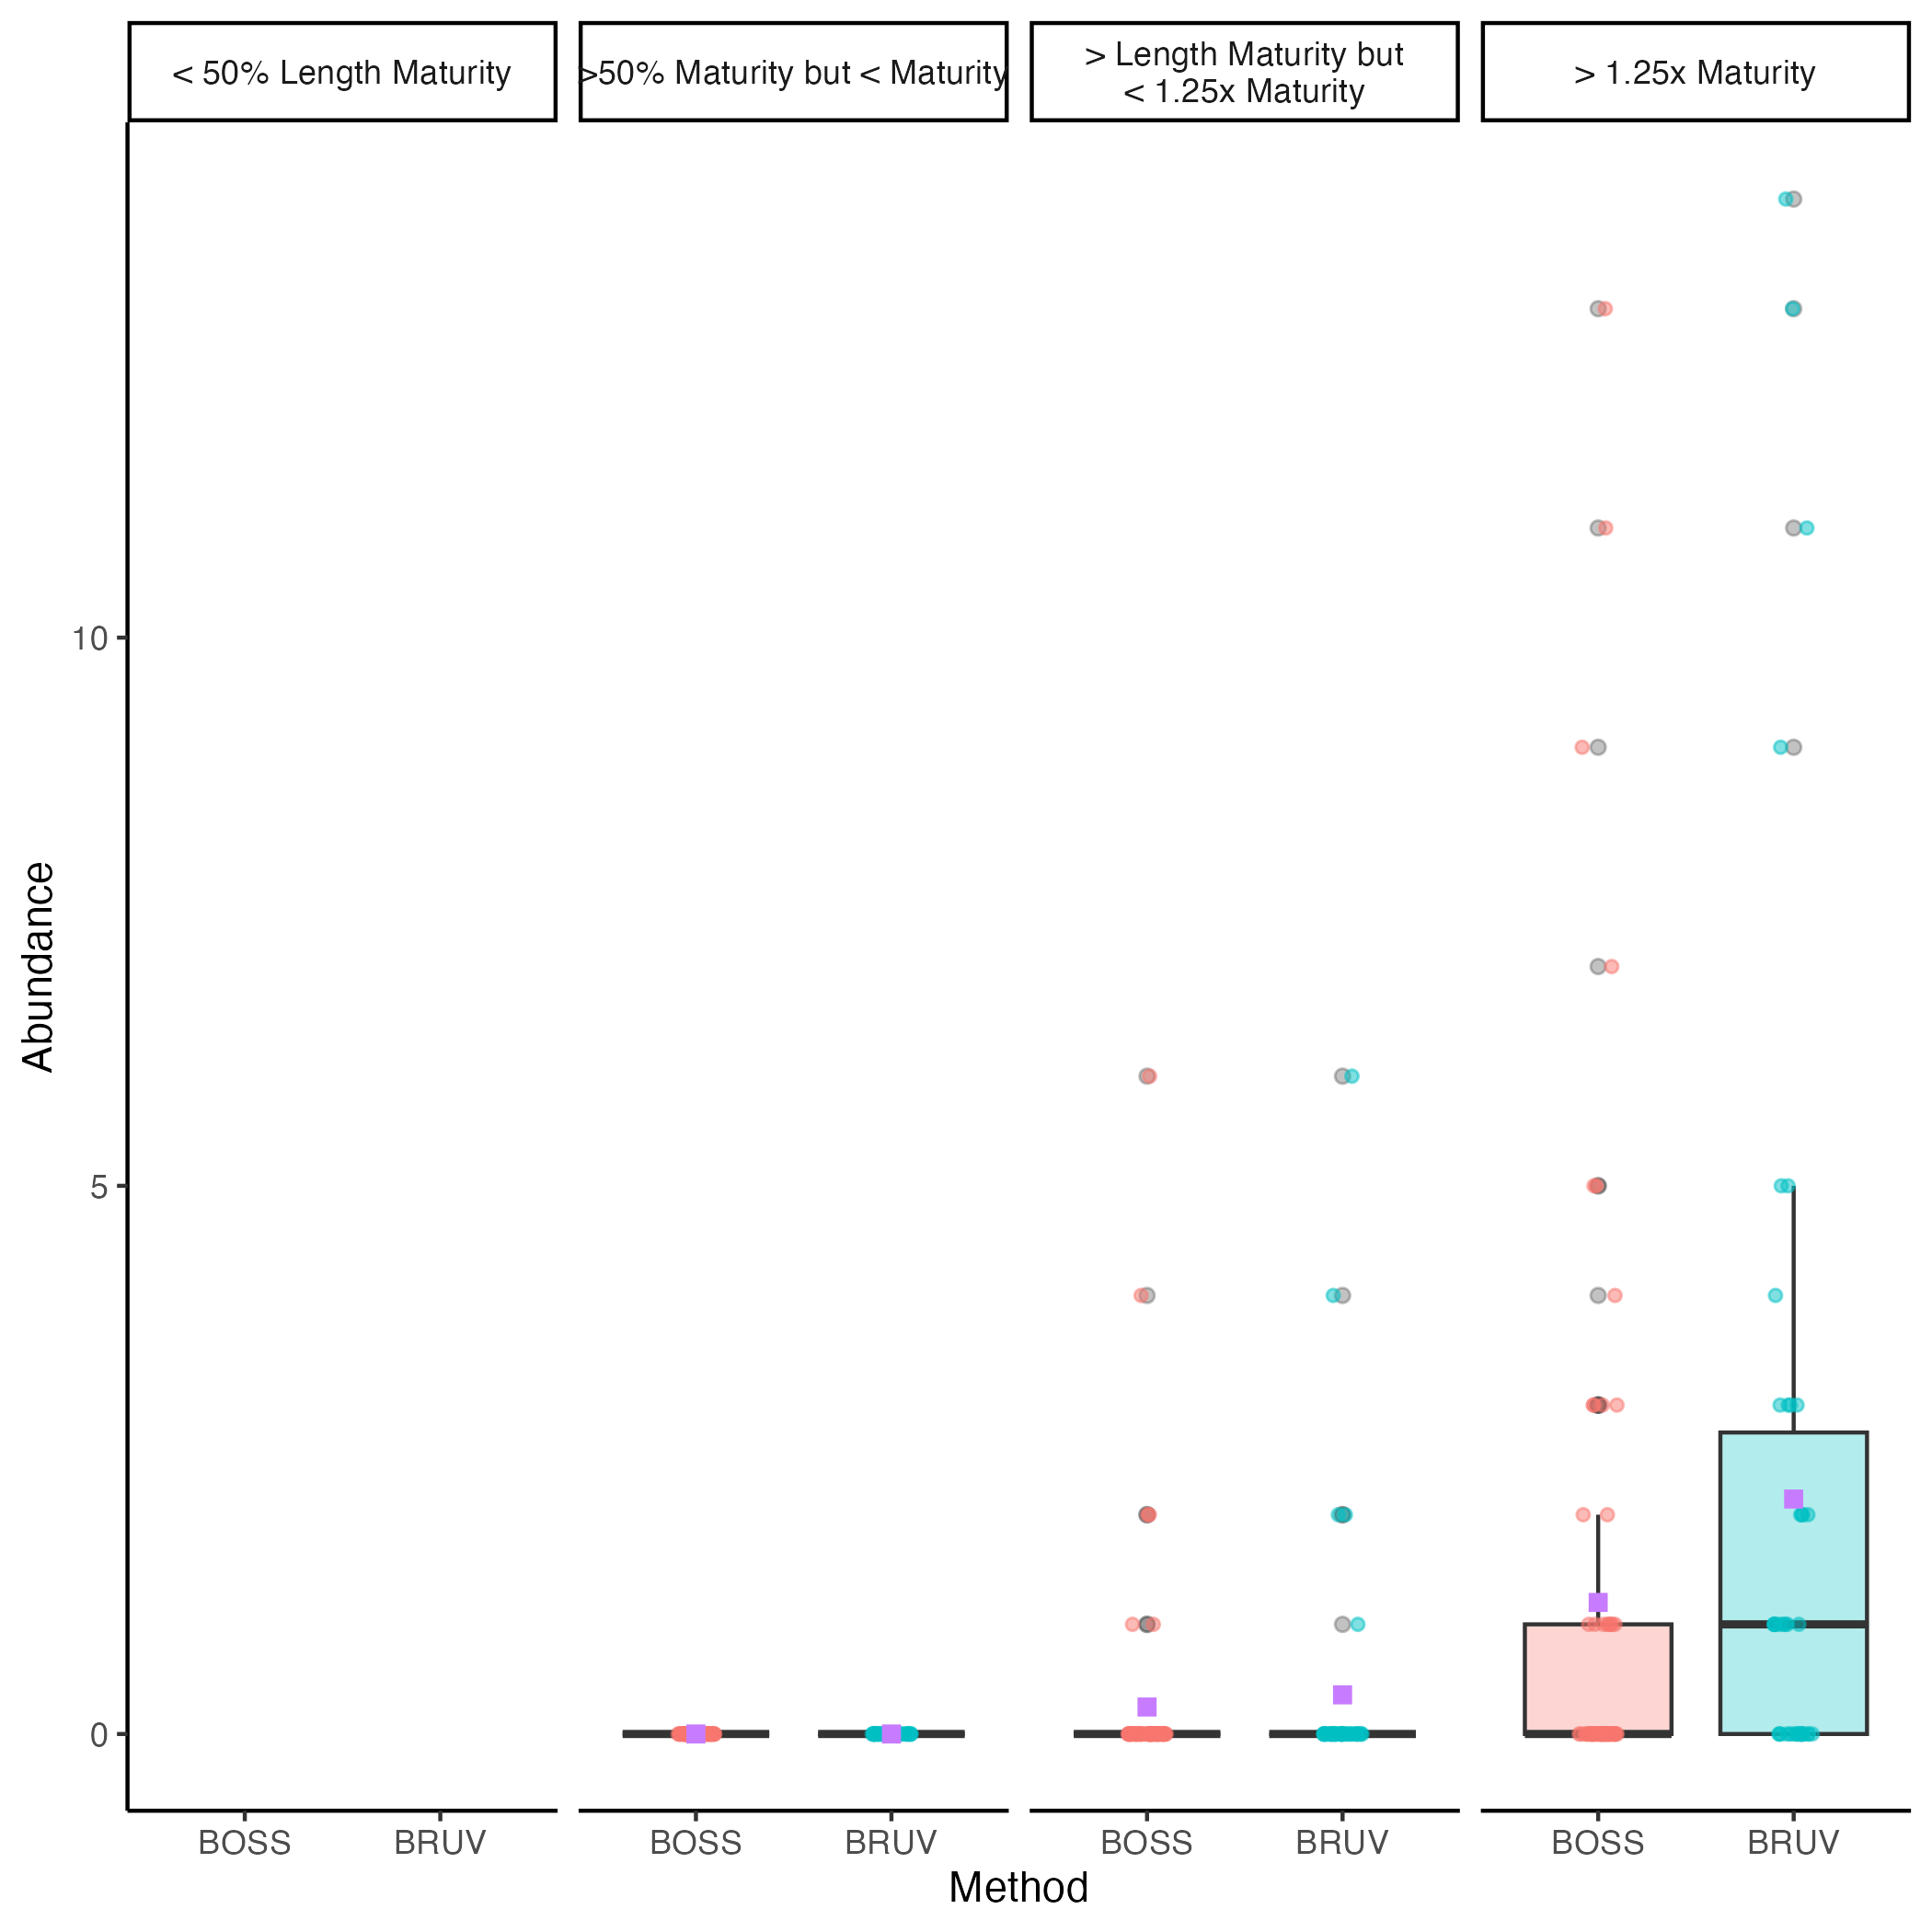 < 50% Length Maturity
>50% Maturity but < Maturity
> Length Maturity but
< 1.25x Maturity
> 1.25x Maturity
Abundance
10
5
0
BOSS
BRUV
BOSS
BRUV
BOSS
BRUV
BOSS
BRUV
Method